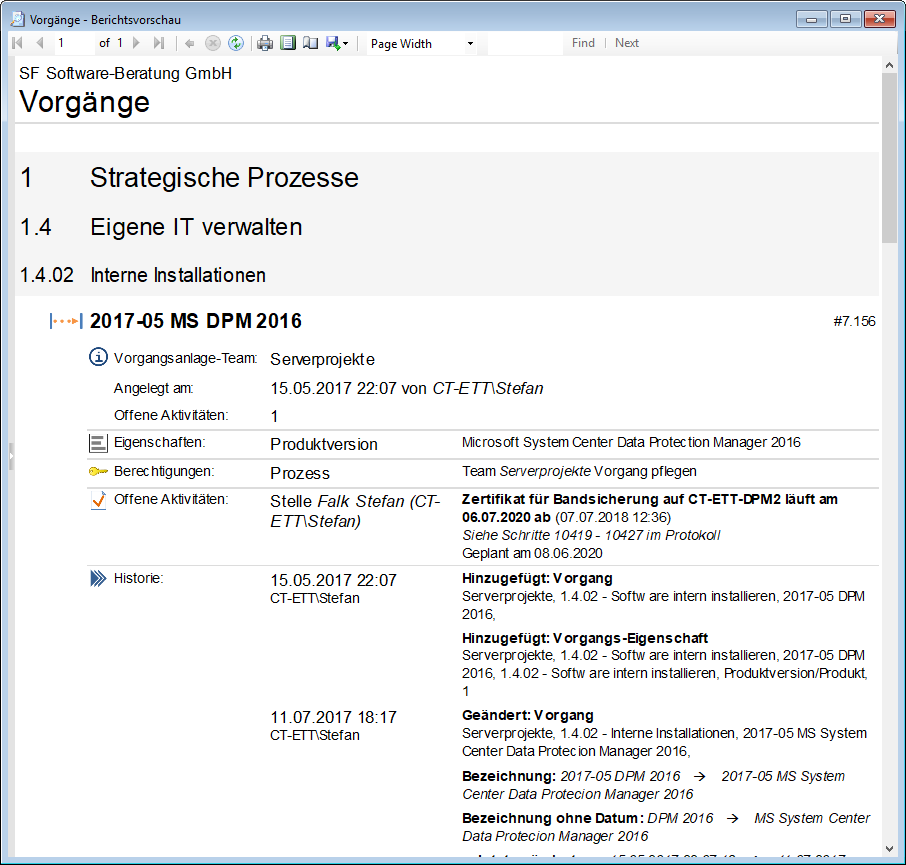 Vorgänge - Berichtsvorschau
1 of 1 Page Width Find Next
SF Software-Beratung GmbH
Vorgänge
1 Strategische Prozesse
1.4 Eigene IT verwalten
1.4.02 Interne Installationen
2017-05 MS DPM 2016 #7.156
Vorgangsanlage-Team: Serverprojekte
Angelegt am: 15.05.2017 22:07 von CT-ETT\Stefan
Offene Aktivitäten: 1
Eigenschaften: Produktversion Microsoft System Center Data Protection Manager 2016
Berechtigungen: Prozess Team Serverprojekte Vorgang pflegen
Offene Aktivitäten: Stelle Falk Stefan (CT-
ETT\Stefan)
Zertifikat für Bandsicherung auf CT-ETT-DPM2 läuft am
06.07.2020 ab (07.07.2018 12:36)
Siehe Schritte 10419 - 10427 im Protokoll
Geplant am 08.06.2020
Historie: 15.05.2017 22:07
CT-ETT\Stefan
Hinzugefügt: Vorgang
Serverprojekte, 1.4.02 - Softw are intern installieren, 2017-05 DPM
2016,
Hinzugefügt: Vorgangs-Eigenschaft
Serverprojekte, 1.4.02 - Softw are intern installieren, 2017-05 DPM
2016, 1.4.02 - Softw are intern installieren, Produktversion/Produkt,
1
11.07.2017 18:17
CT-ETT\Stefan
Geändert: Vorgang
Serverprojekte, 1.4.02 - Interne Installationen, 2017-05 MS System
Center Data Protecion Manager 2016,
Bezeichnung: 2017-05 DPM 2016 → 2017-05 MS System
Center Data Protecion Manager 2016
Bezeichnung ohne Datum: DPM 2016 → MS System Center
Data Protecion Manager 2016